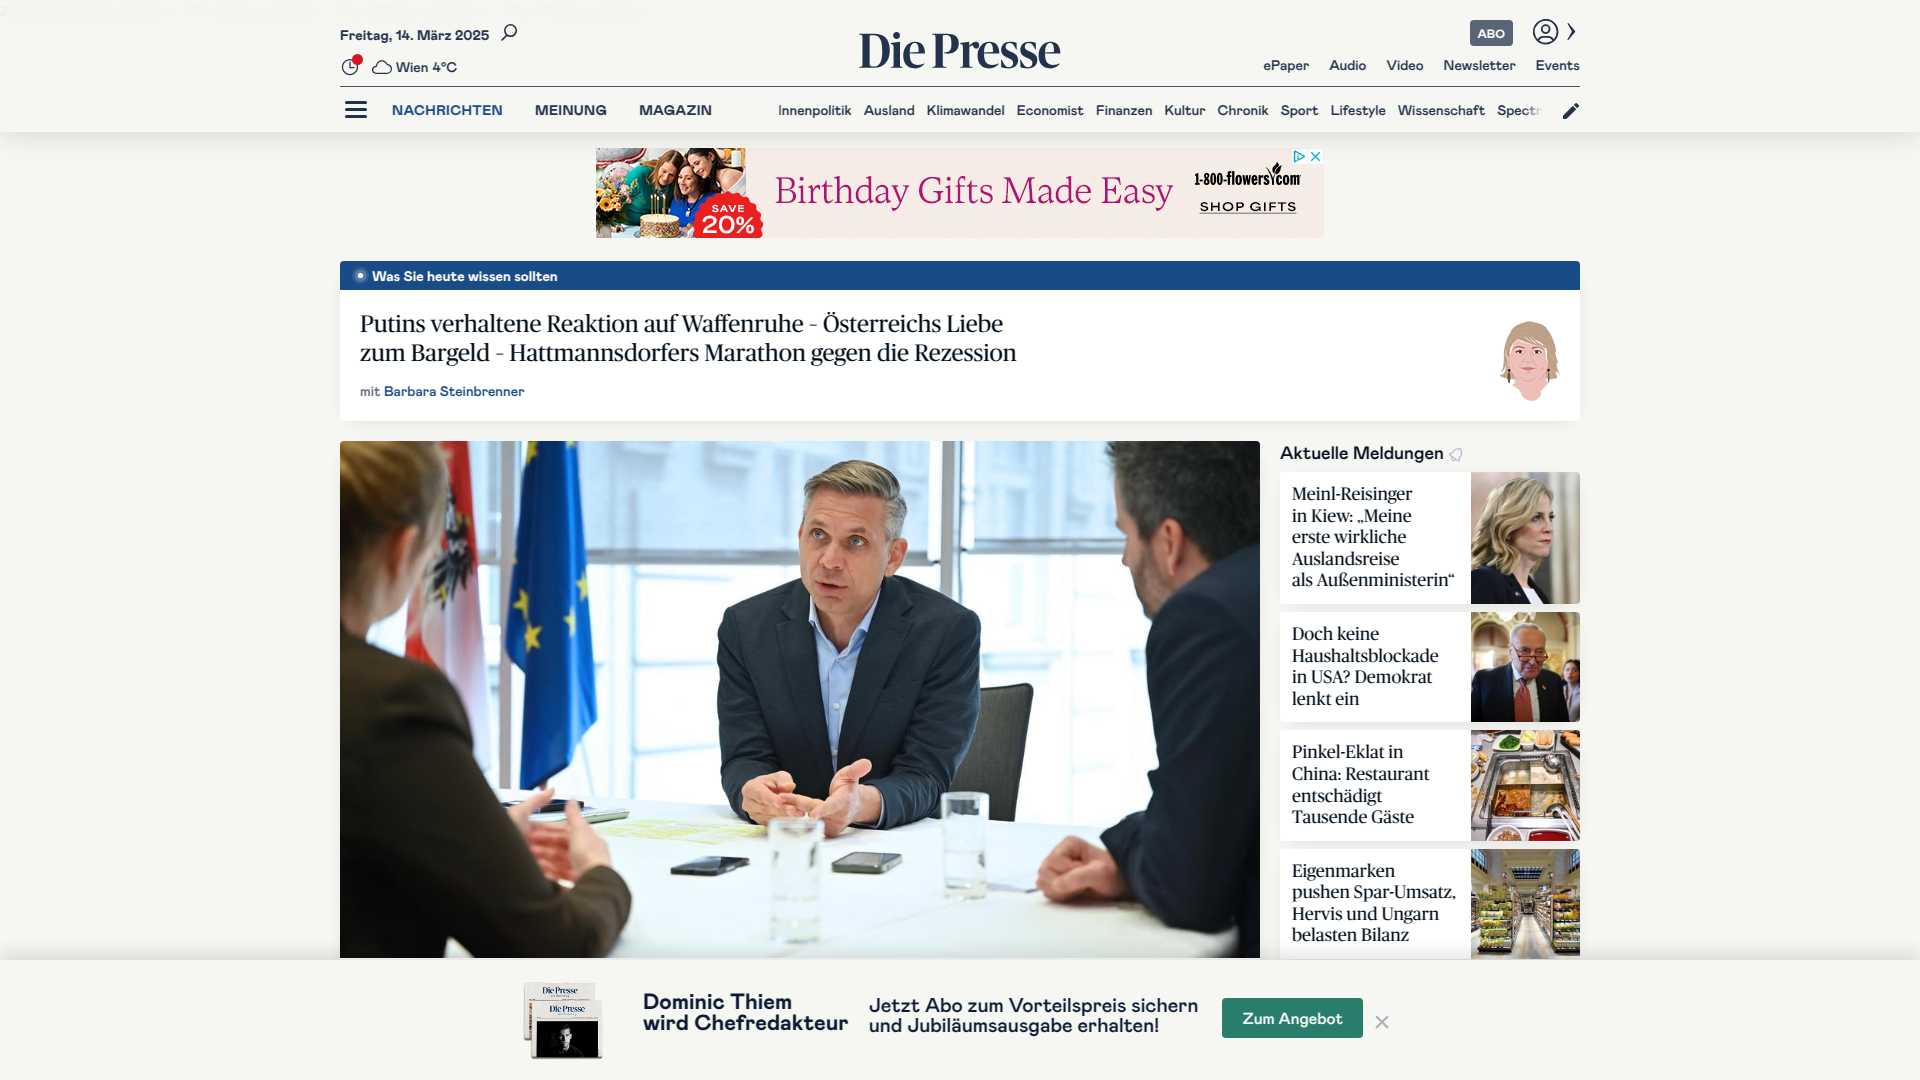 Freitag, 14. März 2025
Wien 4°C
Die Presse
ABO
ePaper Audio Video Newsletter Events
NACHRICHTEN MEINUNG MAGAZIN
Innenpolitik Ausland Klimawandel Economist Finanzen Kultur Chronik Sport Lifestyle Wissenschaft Spectr
SAVE
20%
Birthday Gifts Made Easy
1-800-flowers.com
SHOP GIFTS
Was Sie heute wissen sollten
Putins verhaltene Reaktion auf Waffenruhe – Österreichs Liebe
zum Bargeld – Hattmannsdorfers Marathon gegen die Rezession
mit Barbara Steinbrenner
Aktuelle Meldungen
Meinl-Reisinger
in Kiew: „Meine
erste wirkliche
Auslandsreise
als Außenministerin“
Doch keine
Haushaltsblockade
in USA? Demokrat
lenkt ein
Pinkel-Eklat in
China: Restaurant
entschädigt
Tausende Gäste
Eigenmarken
pushen Spar-Umsatz,
Hervis und Ungarn
belasten Bilanz
Die Presse
Die Presse
Dominic Thiem
wird Chefredakteur
Jetzt Abo zum Vorteilspreis sichern
und Jubiläumsausgabe erhalten!
Zum Angebot